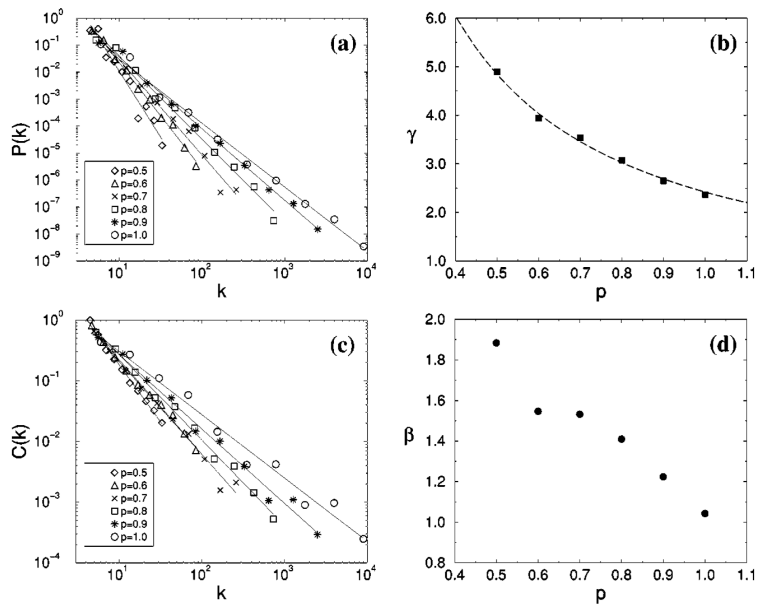 (a)
10^0
10^-1
10^-2
10^-3
10^-4
10^-5
10^-6
10^-7
10^-8
10^-9
P(k)
p=0.5
p=0.6
p=0.7
p=0.8
p=0.9
p=1.0
10^1 10^2 10^3 10^4
k
(b)
6.0
5.0
4.0
3.0
2.0
1.0
γ
0.4 0.5 0.6 0.7 0.8 0.9 1.0 1.1
p
(c)
10^0
10^-1
10^-2
10^-3
10^-4
C(k)
p=0.5
p=0.6
p=0.7
p=0.8
p=0.9
p=1.0
10^1 10^2 10^3 10^4
k
(d)
2.0
1.8
1.6
1.4
1.2
1.0
0.8
β
0.4 0.5 0.6 0.7 0.8 0.9 1.0 1.1
p